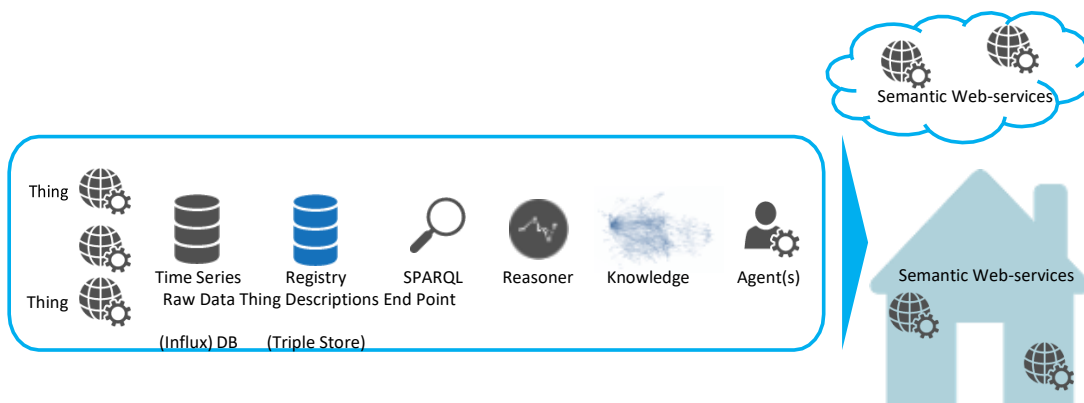 Semantic Web-services
Thing
Thing
Time Series Registry SPARQL Reasoner Knowledge Agent(s)
Raw Data Thing Descriptions End Point
(Influx) DB (Triple Store)
Semantic Web-services